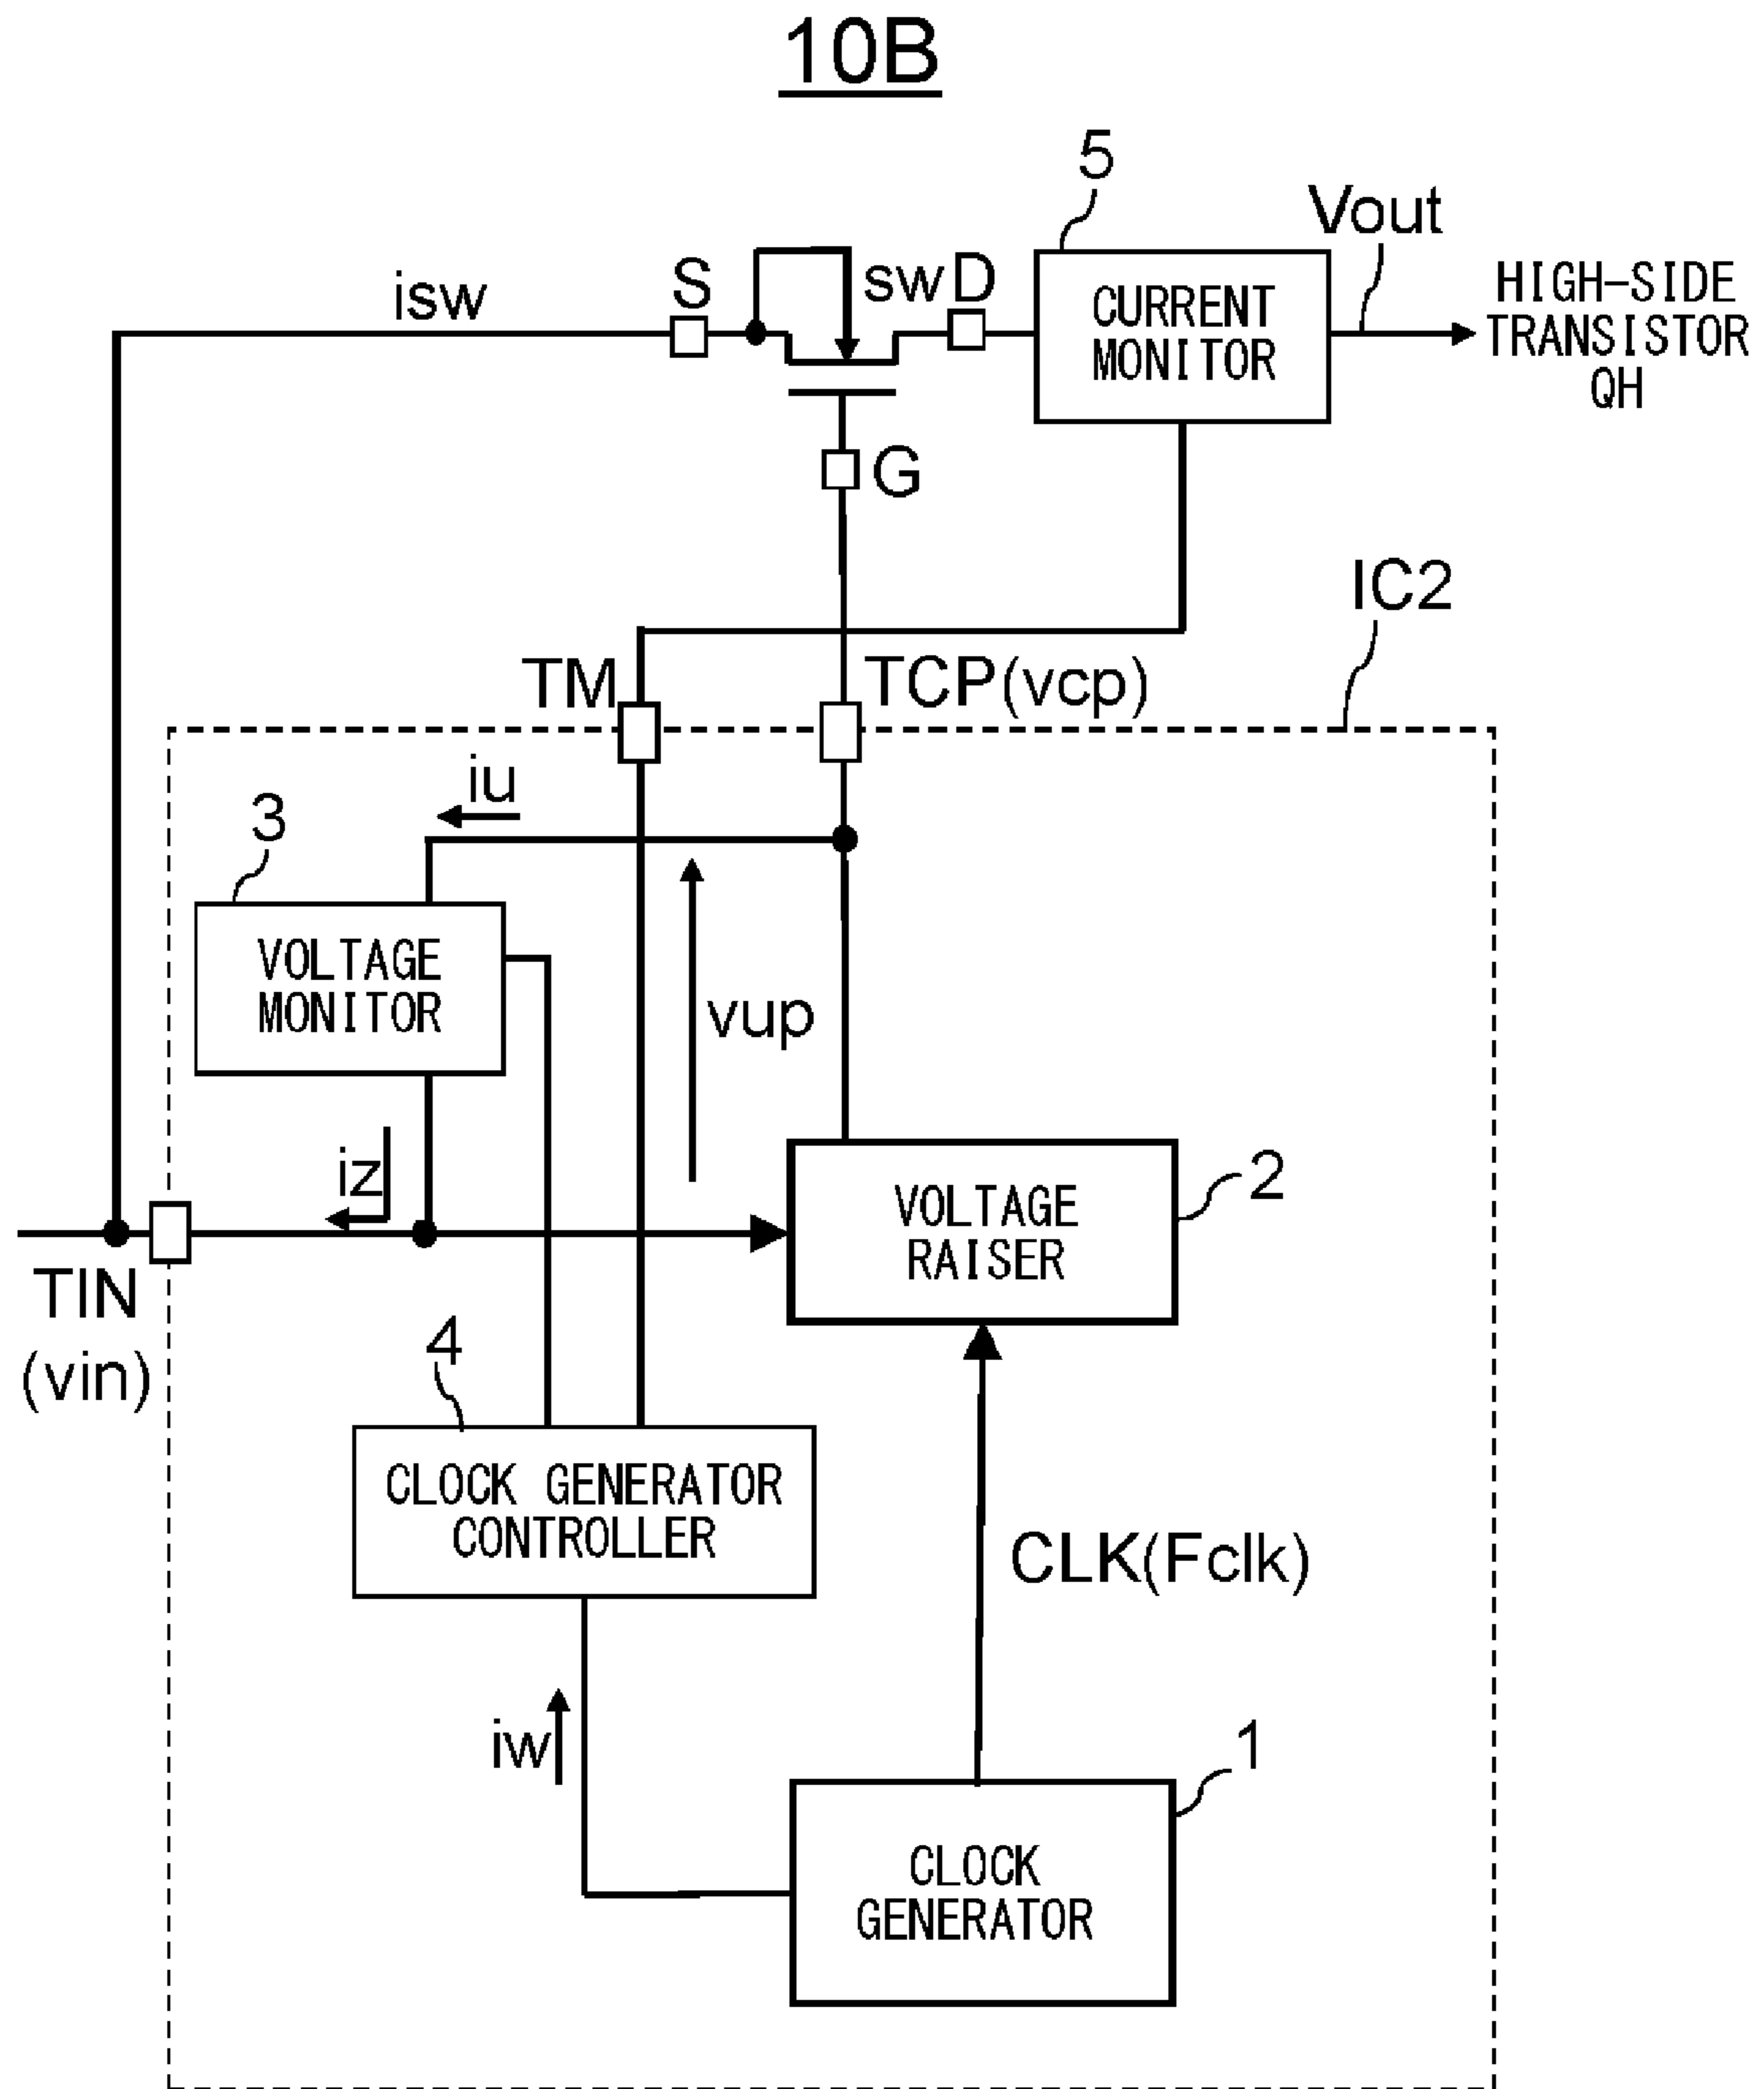 10B
5
Vout
isw
S
sw
D
CURRENT
MONITOR
HIGH-SIDE
TRANSISTOR
QH
G
IC2
TM
TCP(vcp)
iu
3
VOLTAGE
MONITOR
vup
iz
2
VOLTAGE
RAISER
TIN
(vin)
4
CLOCK GENERATOR
CONTROLLER
CLK(Fclk)
iw
1
CLOCK
GENERATOR